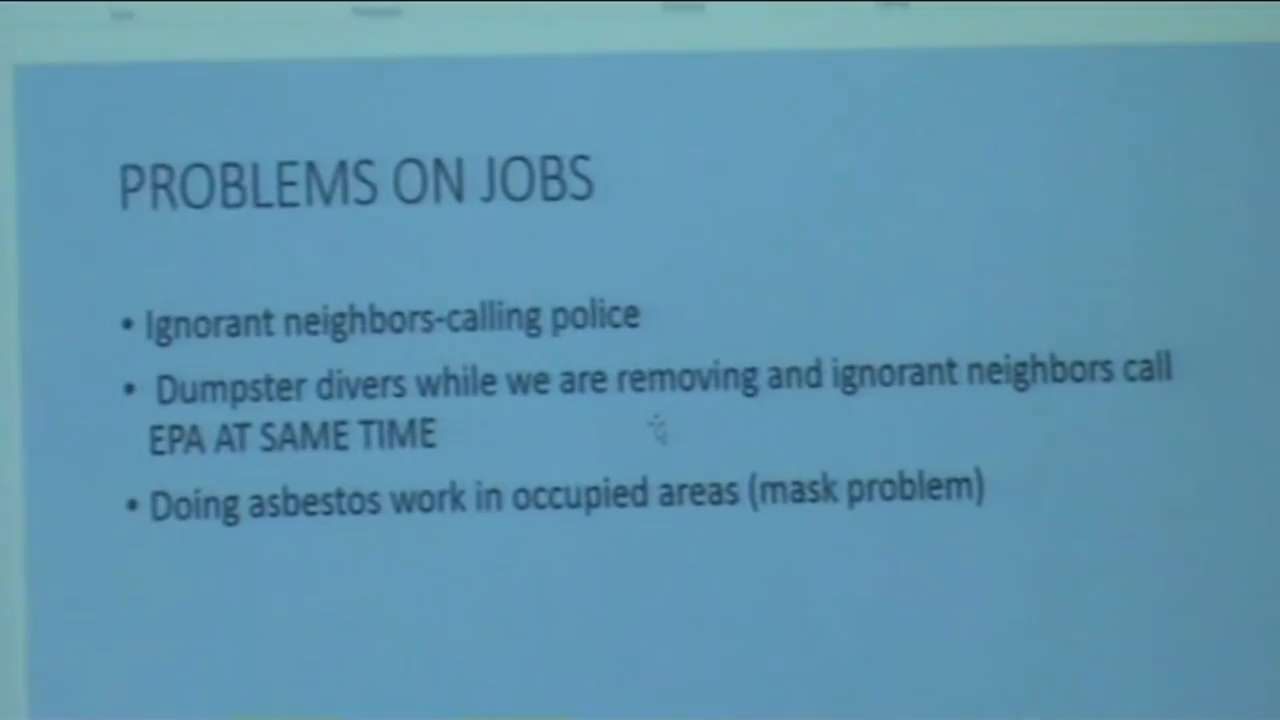 PROBLEMS ON JOBS
• Ignorant neighbors-calling police
• Dumpster divers while we are removing and ignorant neighbors call
EPA AT SAME TIME
• Doing asbestos work in occupied areas (mask problem)